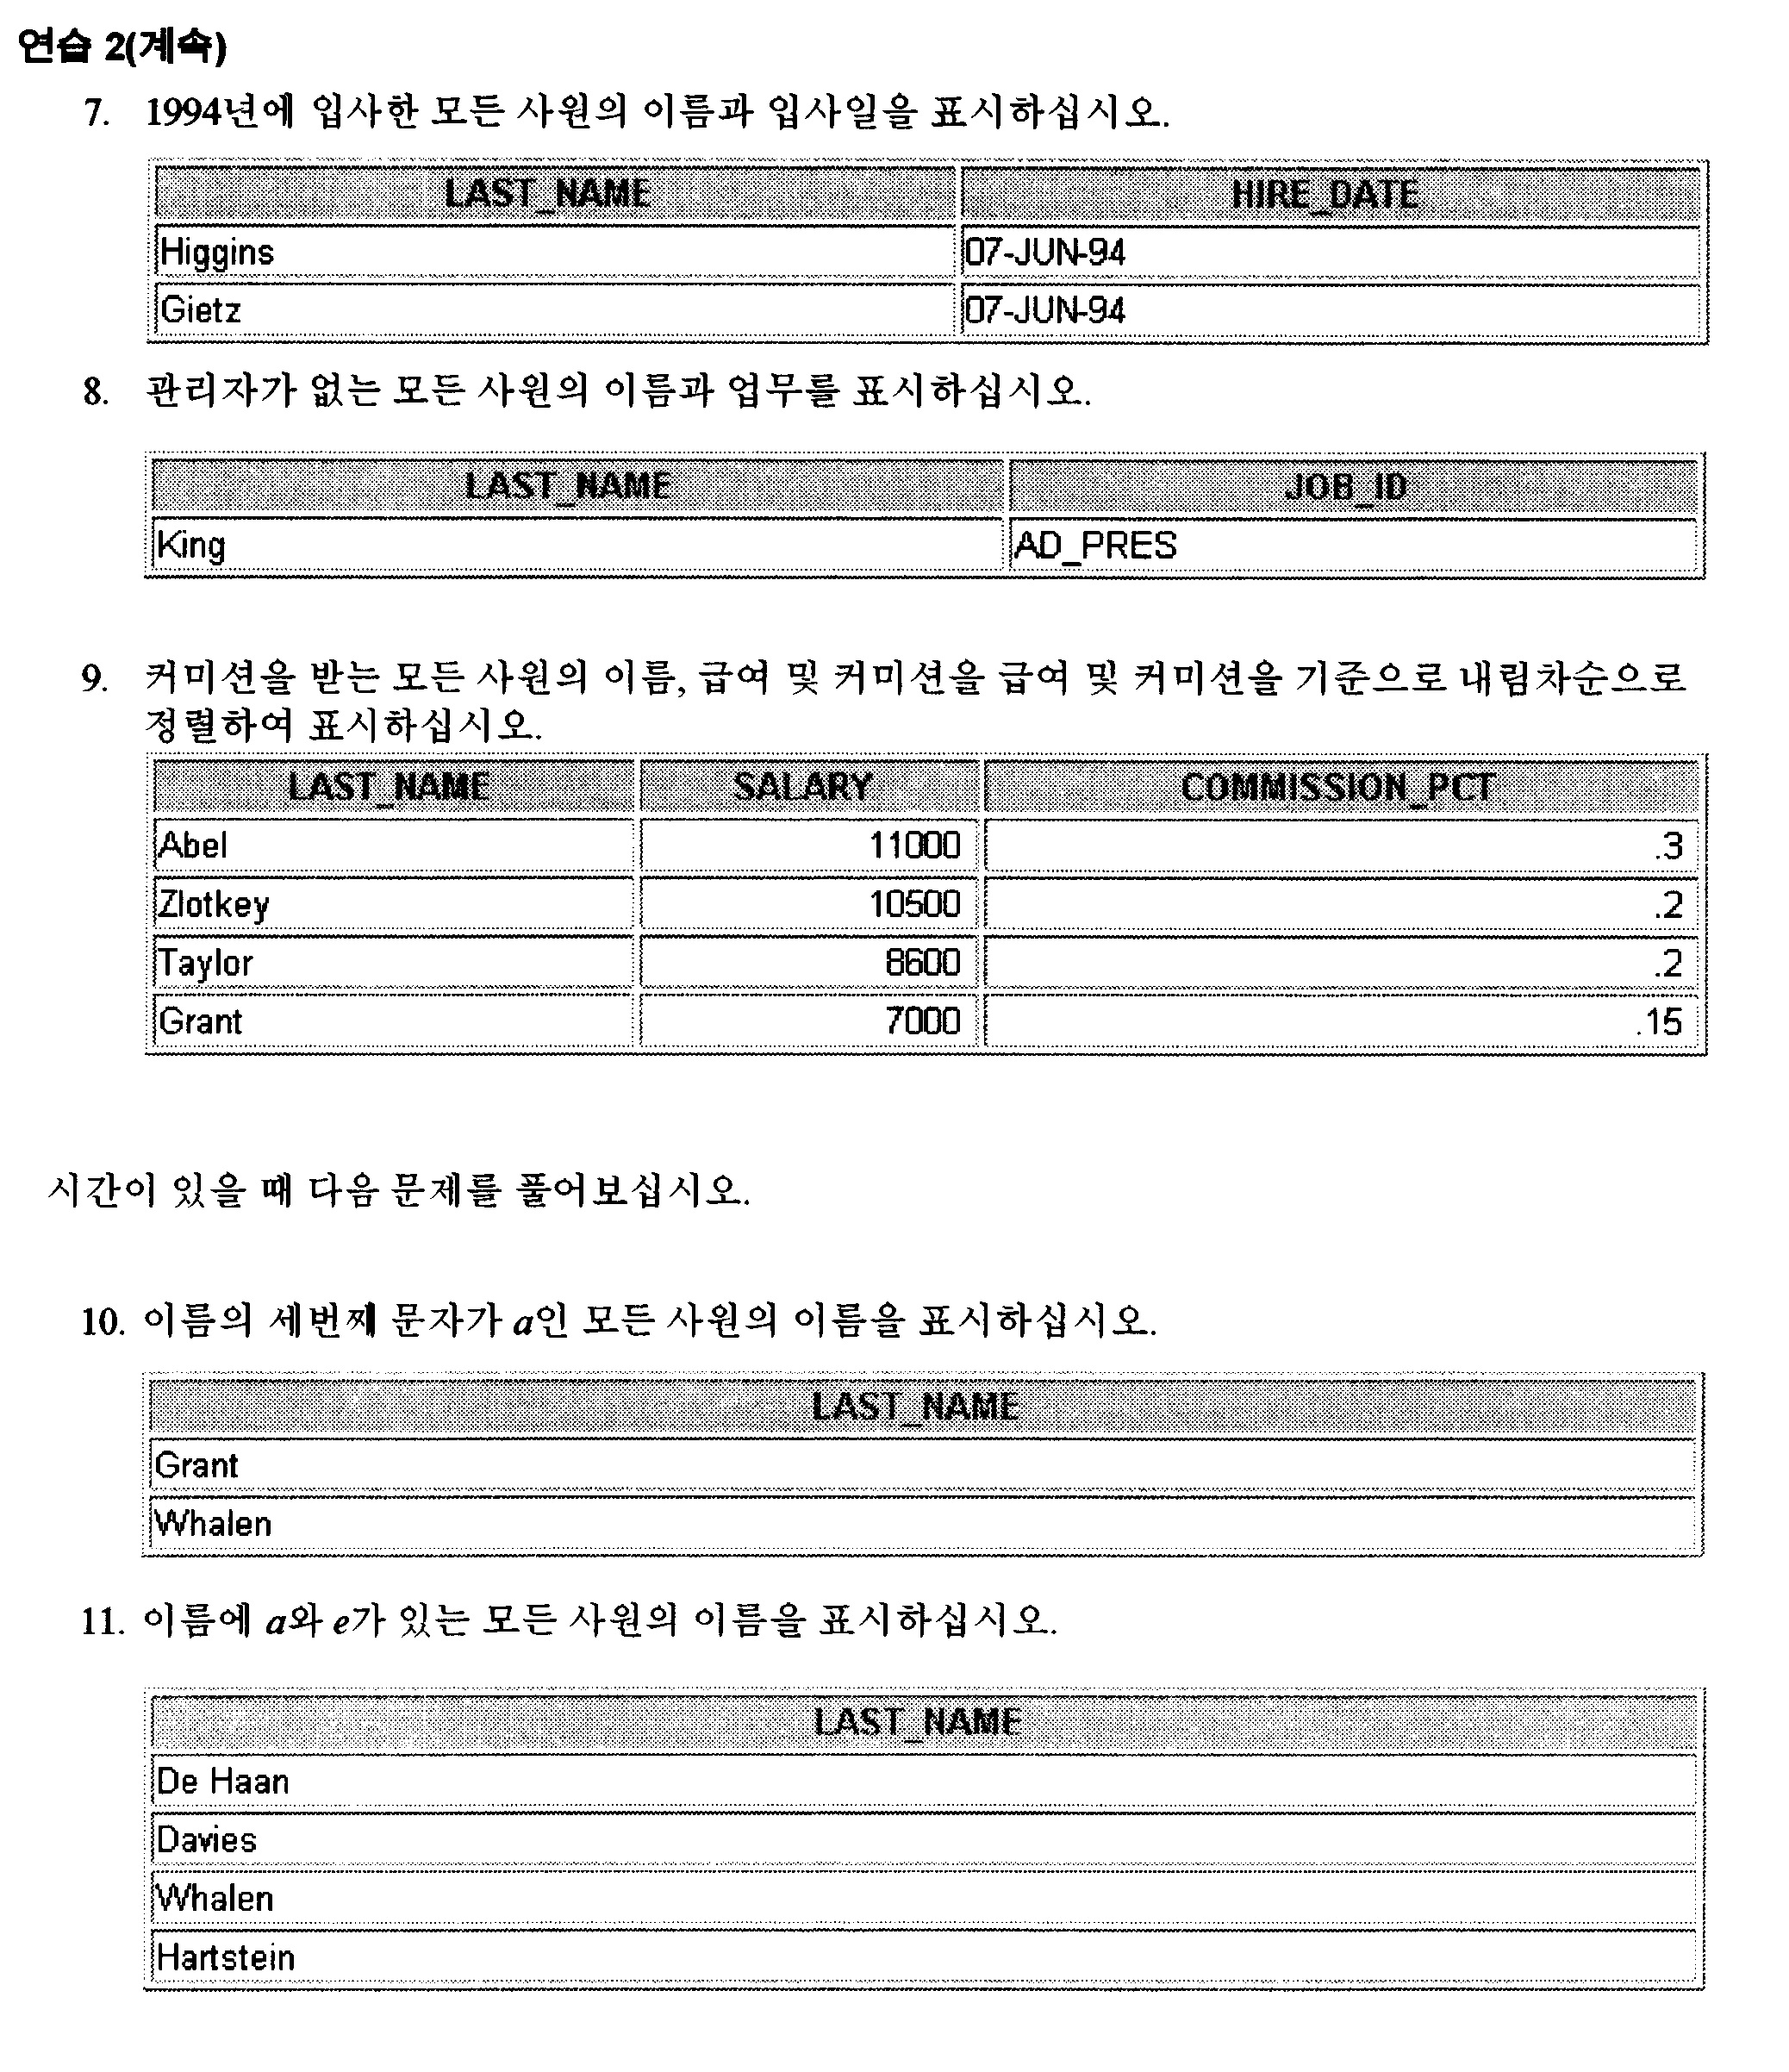 연습 2(계속)
7. 1994년에 입사한 모든 사원의 이름과 입사일을 표시하십시오.
LAST_NAME HIRE_DATE
Higgins 07-JUN-94
Gietz 07-JUN-94
8. 관리자가 없는 모든 사원의 이름과 업무를 표시하십시오.
LAST_NAME JOB_ID
King AD_PRES
9. 커미션을 받는 모든 사원의 이름, 급여 및 커미션을 급여 및 커미션을 기준으로 내림차순으로
정렬하여 표시하십시오.
LAST_NAME SALARY COMMISSION_PCT
Abel 11000 .3
Zlotkey 10500 .2
Taylor 8600 .2
Grant 7000 .15
시간이 있을 때 다음 문제를 풀어보십시오.
10. 이름의 세번째 문자가 a인 모든 사원의 이름을 표시하십시오.
LAST_NAME
Grant
Whalen
11. 이름에 a와 e가 있는 모든 사원의 이름을 표시하십시오.
LAST_NAME
De Haan
Davies
Whalen
Hartstein